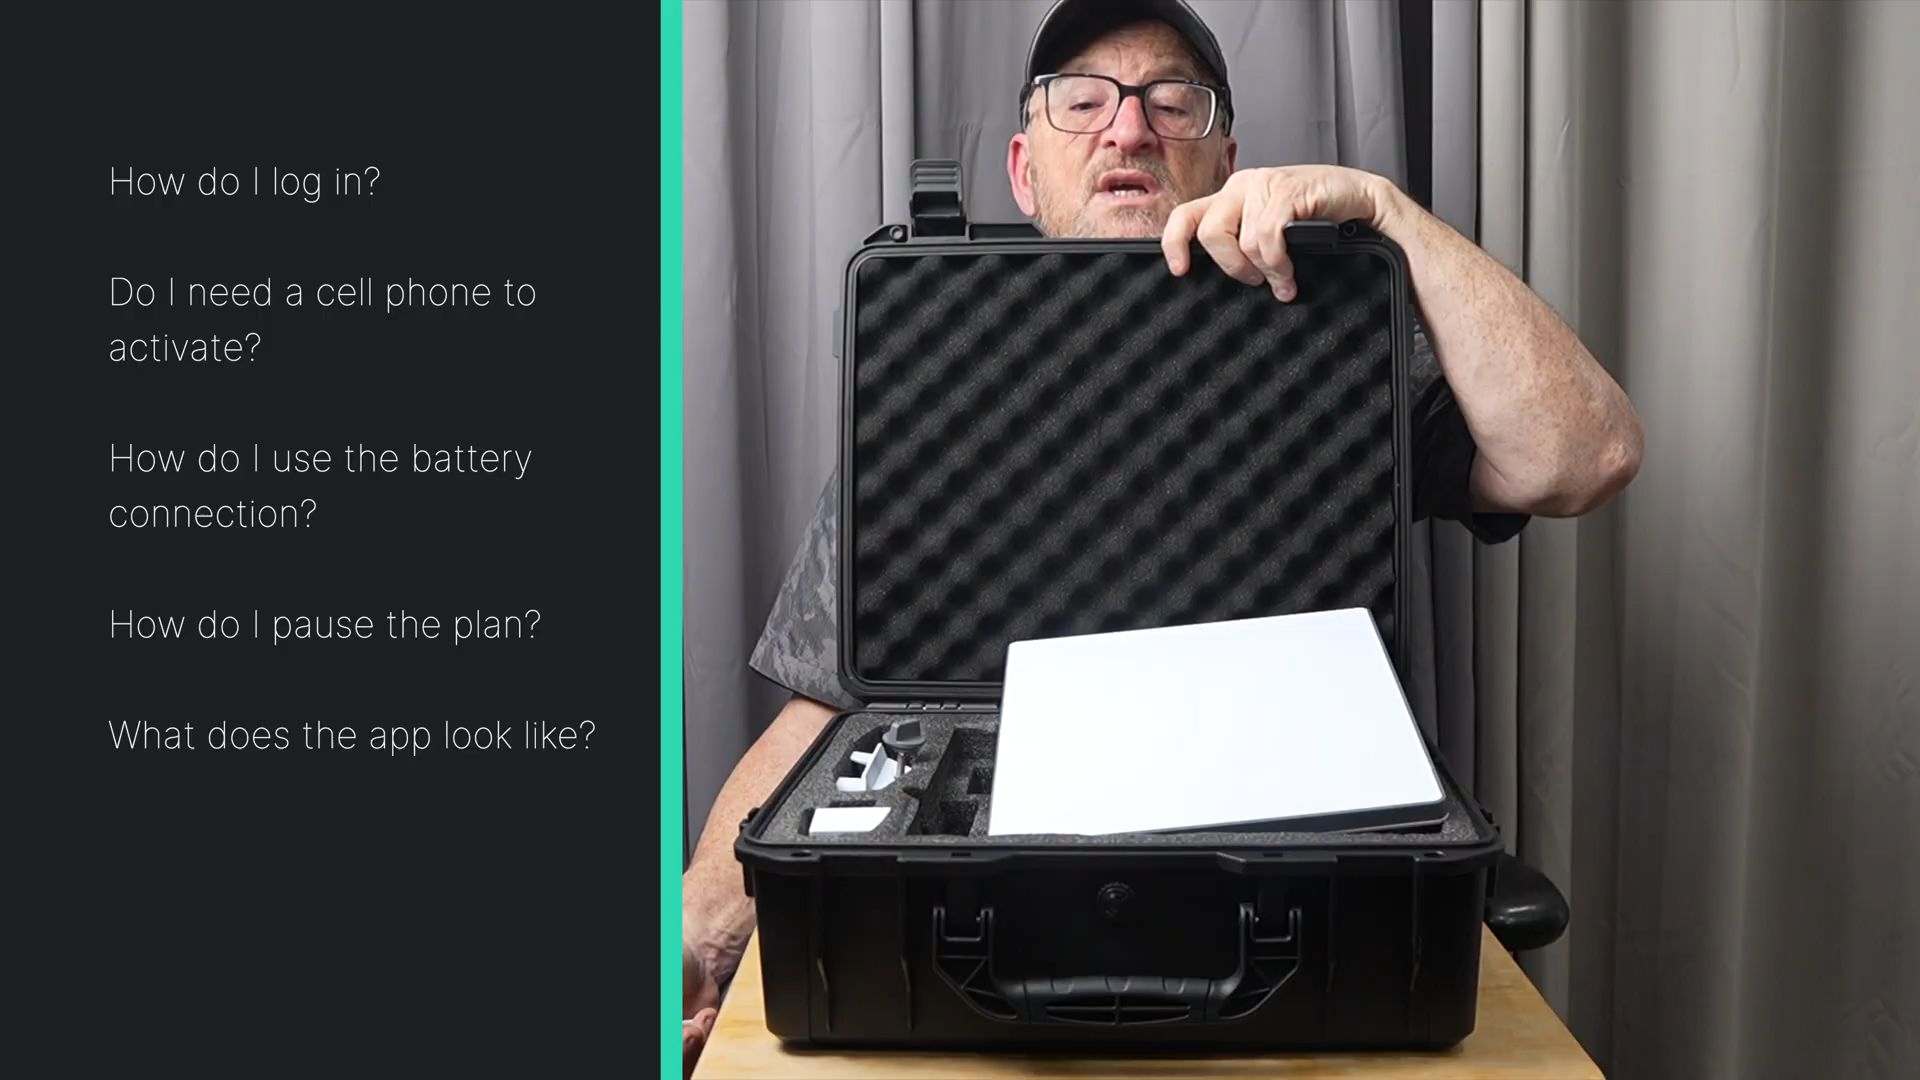 How do I log in?
Do I need a cell phone to
activate?
How do I use the battery
connection?
How do I pause the plan?
What does the app look like?